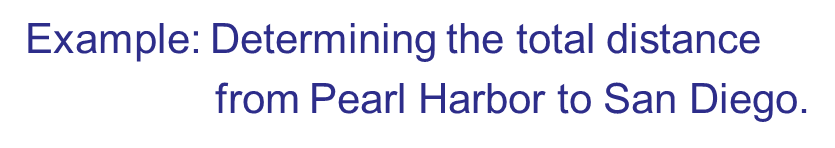 Example: Determining the total distance
from Pearl Harbor to San Diego.